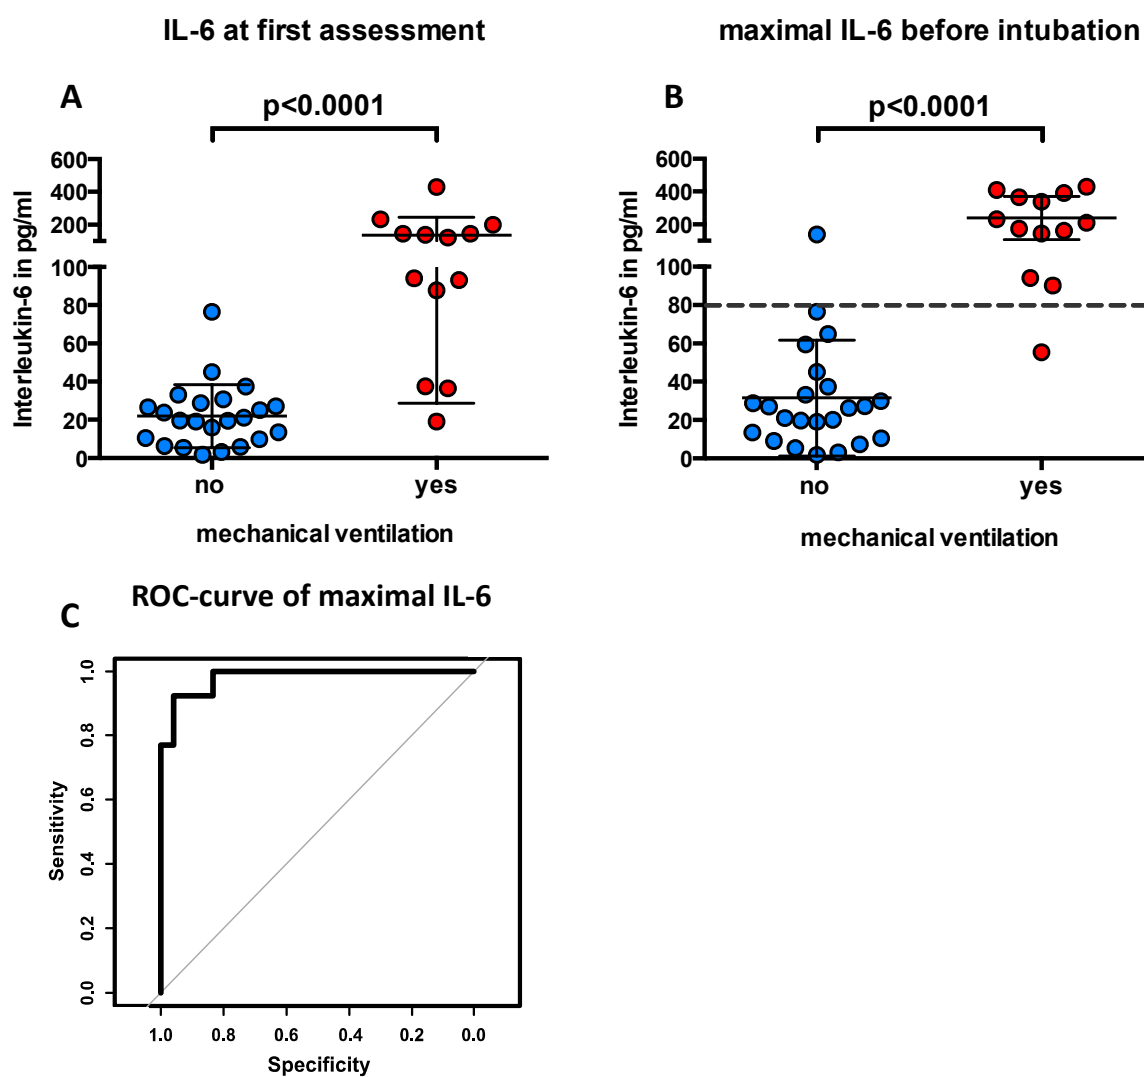 IL-6 at first assessment
A
p<0.0001
Interleukin-6 in pg/ml
600
400
200
100
80
60
40
20
0
no yes
mechanical ventilation
maximal IL-6 before intubation
B
p<0.0001
Interleukin-6 in pg/ml
600
400
200
100
80
60
40
20
0
no yes
mechanical ventilation
ROC-curve of maximal IL-6
C
Sensitivity
1.0
0.8
0.6
0.4
0.2
0.0
1.0 0.8 0.6 0.4 0.2 0.0
Specificity